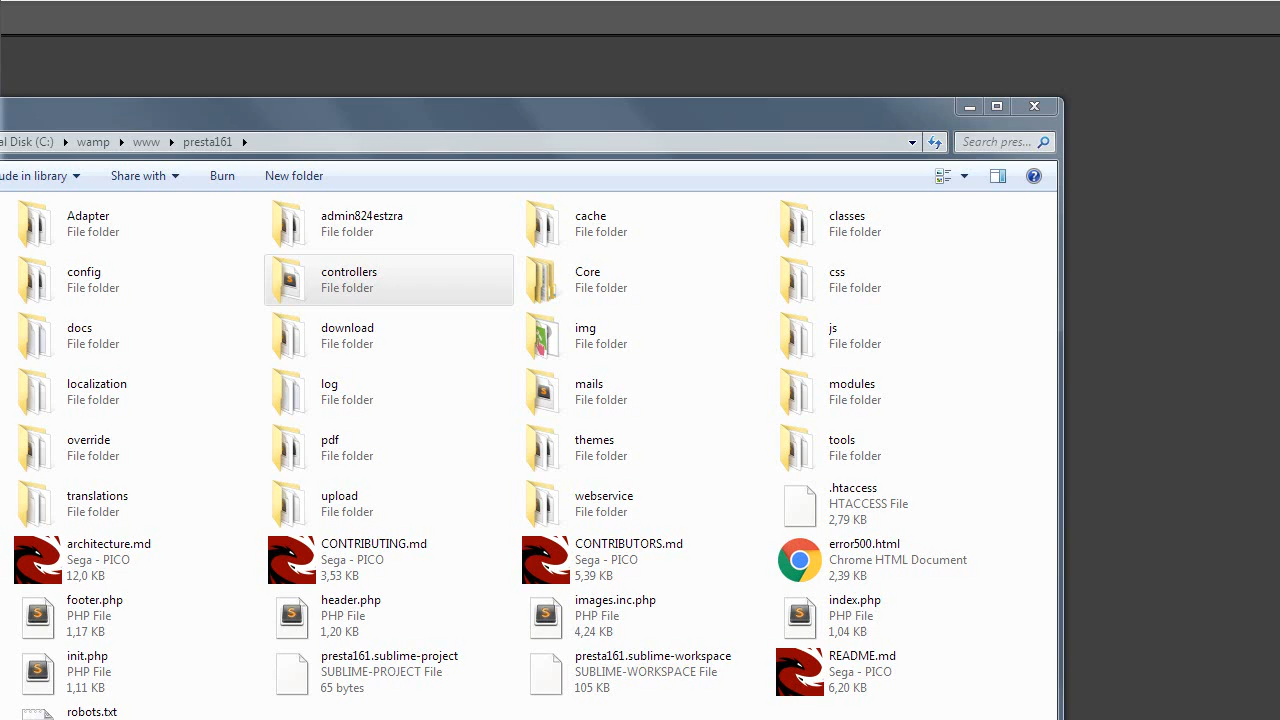 al Disk (C:) wamp www presta161 Search pres...
ude in library Share with Burn New folder
Adapter admin824estzra cache classes
File folder File folder File folder File folder
config controllers Core css
File folder File folder File folder File folder
docs download img js
File folder File folder File folder File folder
localization log mails modules
File folder File folder File folder File folder
override pdf themes tools
File folder File folder File folder File folder
translations upload webservice .htaccess
File folder File folder File folder HTACCESS File
2,79 KB
architecture.md CONTRIBUTING.md CONTRIBUTORS.md error500.html
Sega - PICO Sega - PICO Sega - PICO Chrome HTML Document
12,0 KB 3,53 KB 5,39 KB 2,39 KB
footer.php header.php images.inc.php index.php
PHP File PHP File PHP File PHP File
1,17 KB 1,20 KB 4,24 KB 1,04 KB
init.php presta161.sublime-project presta161.sublime-workspace README.md
PHP File SUBLIME-PROJECT File SUBLIME-WORKSPACE File Sega - PICO
1,11 KB 65 bytes 105 KB 6,20 KB
robots.txt